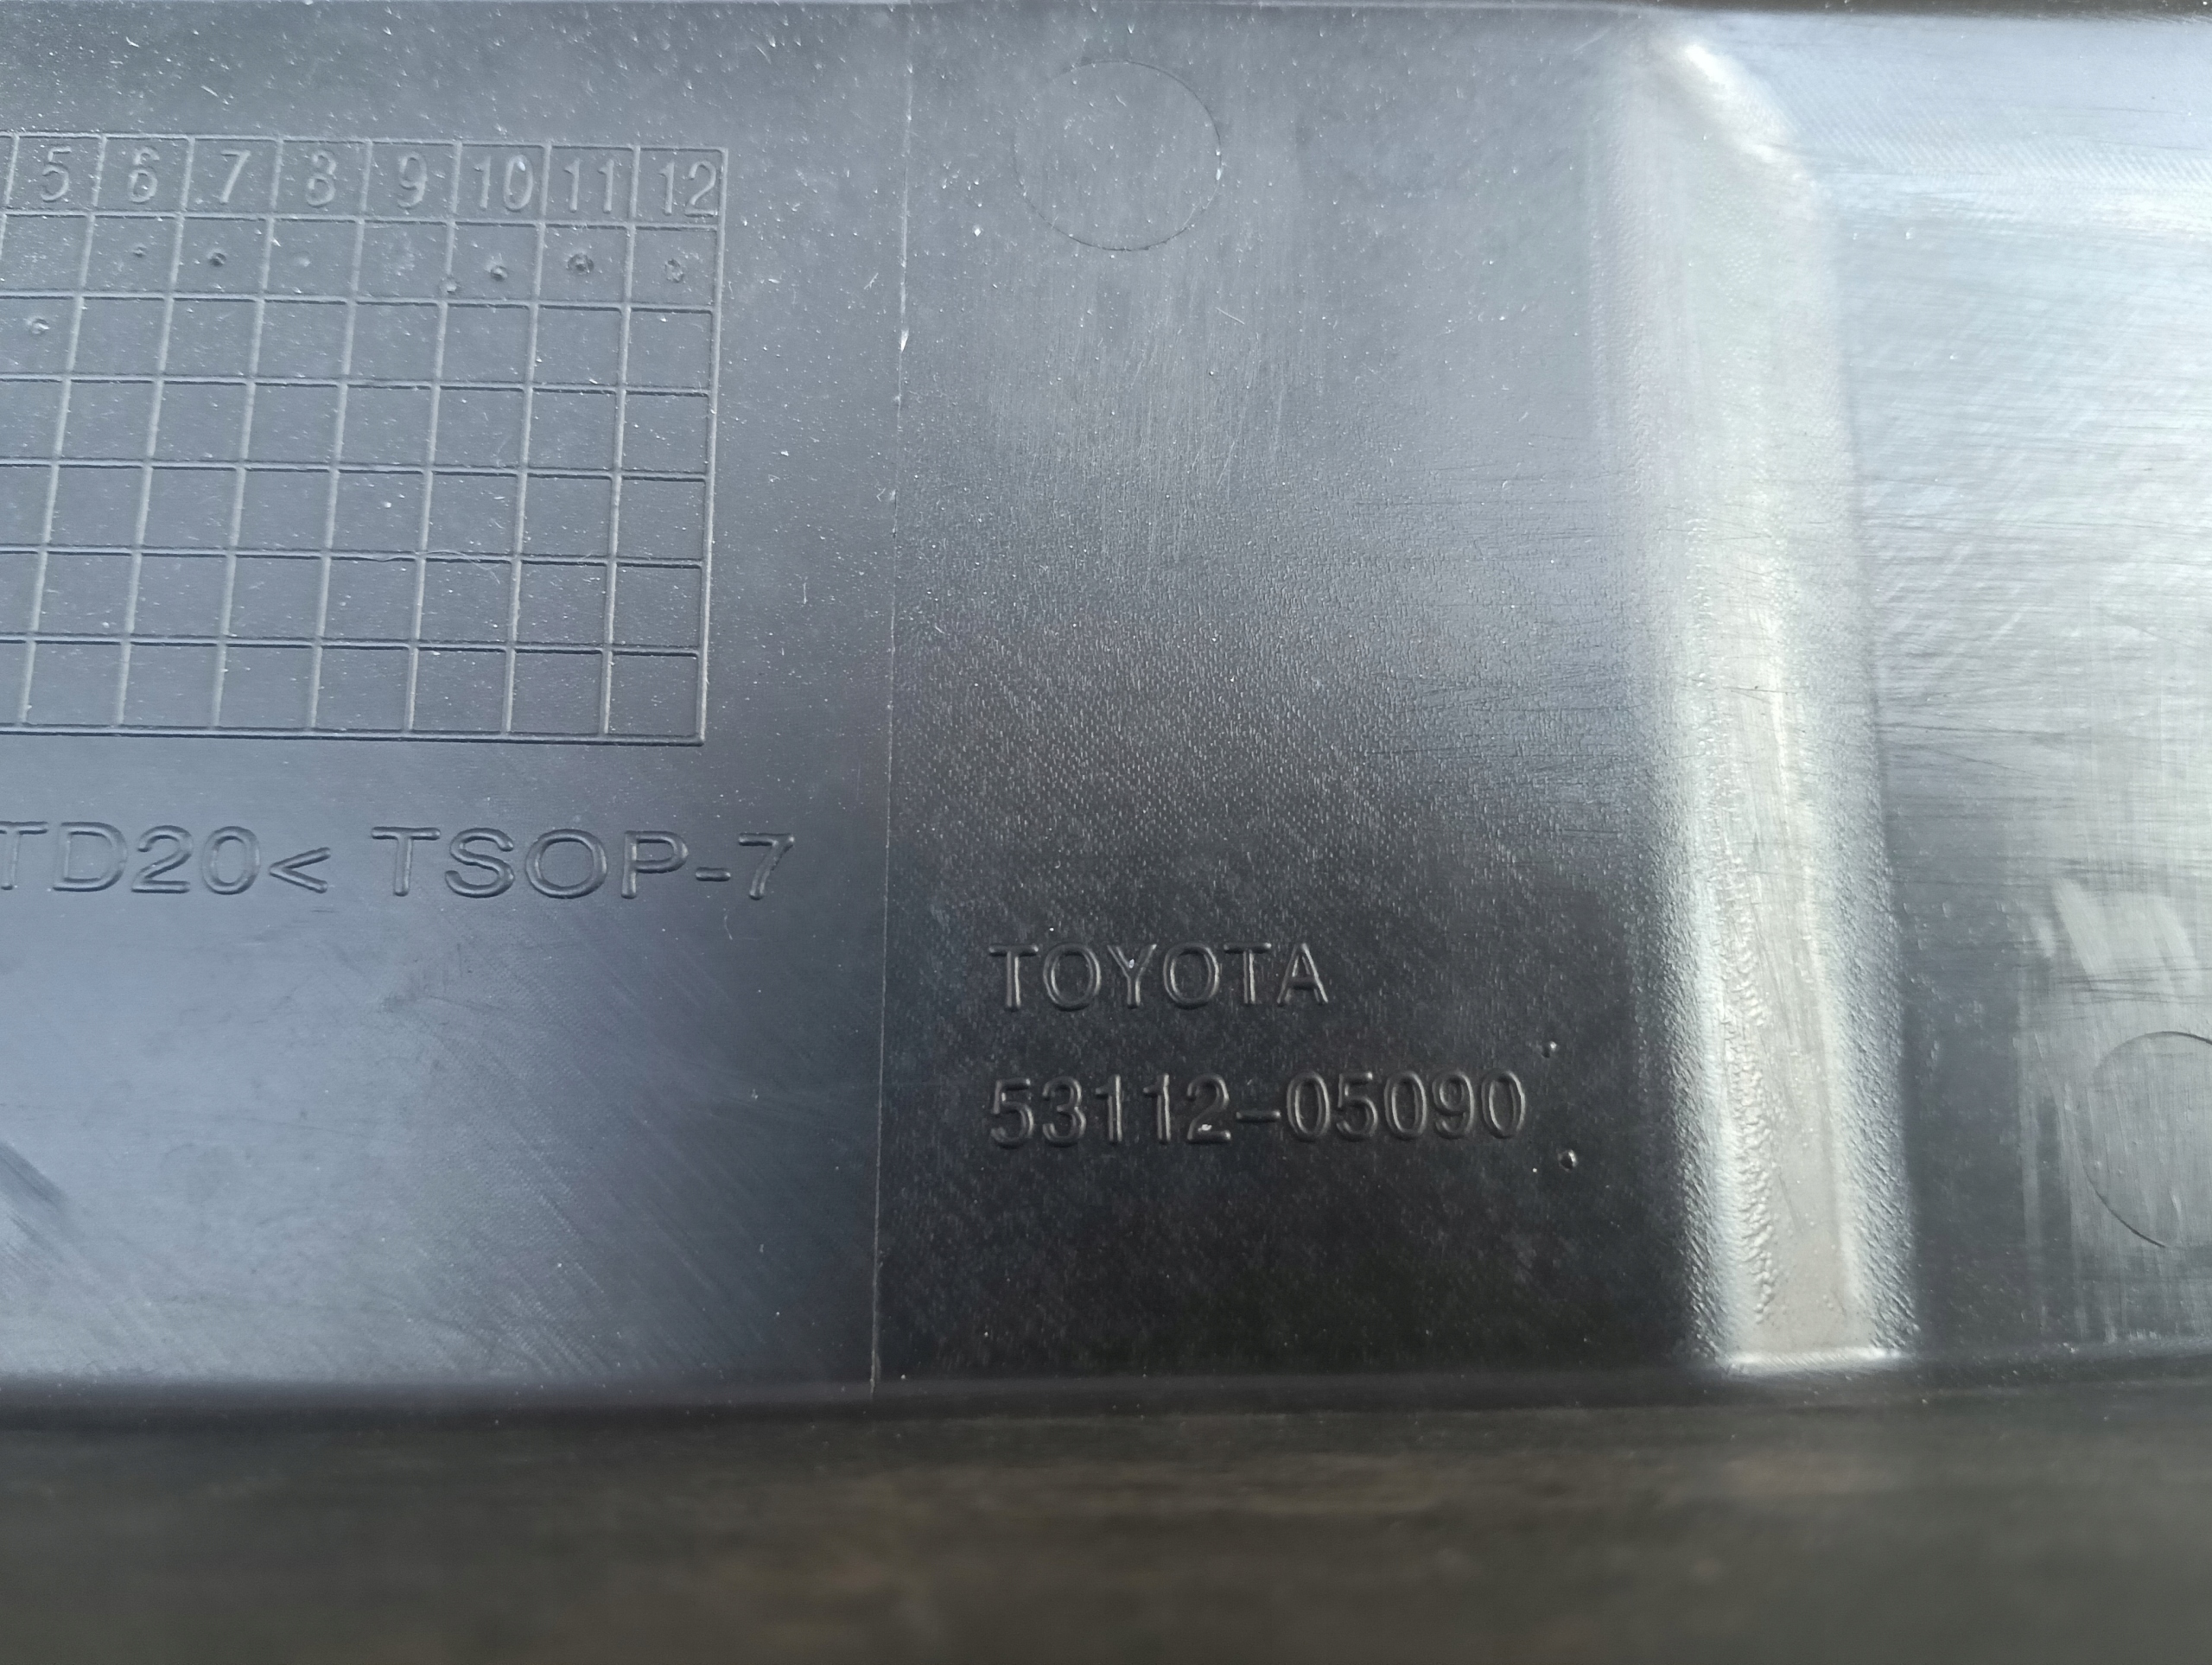 5 6 7 8 9 10 11 12
TD20< TSOP-7
TOYOTA
53112-05090